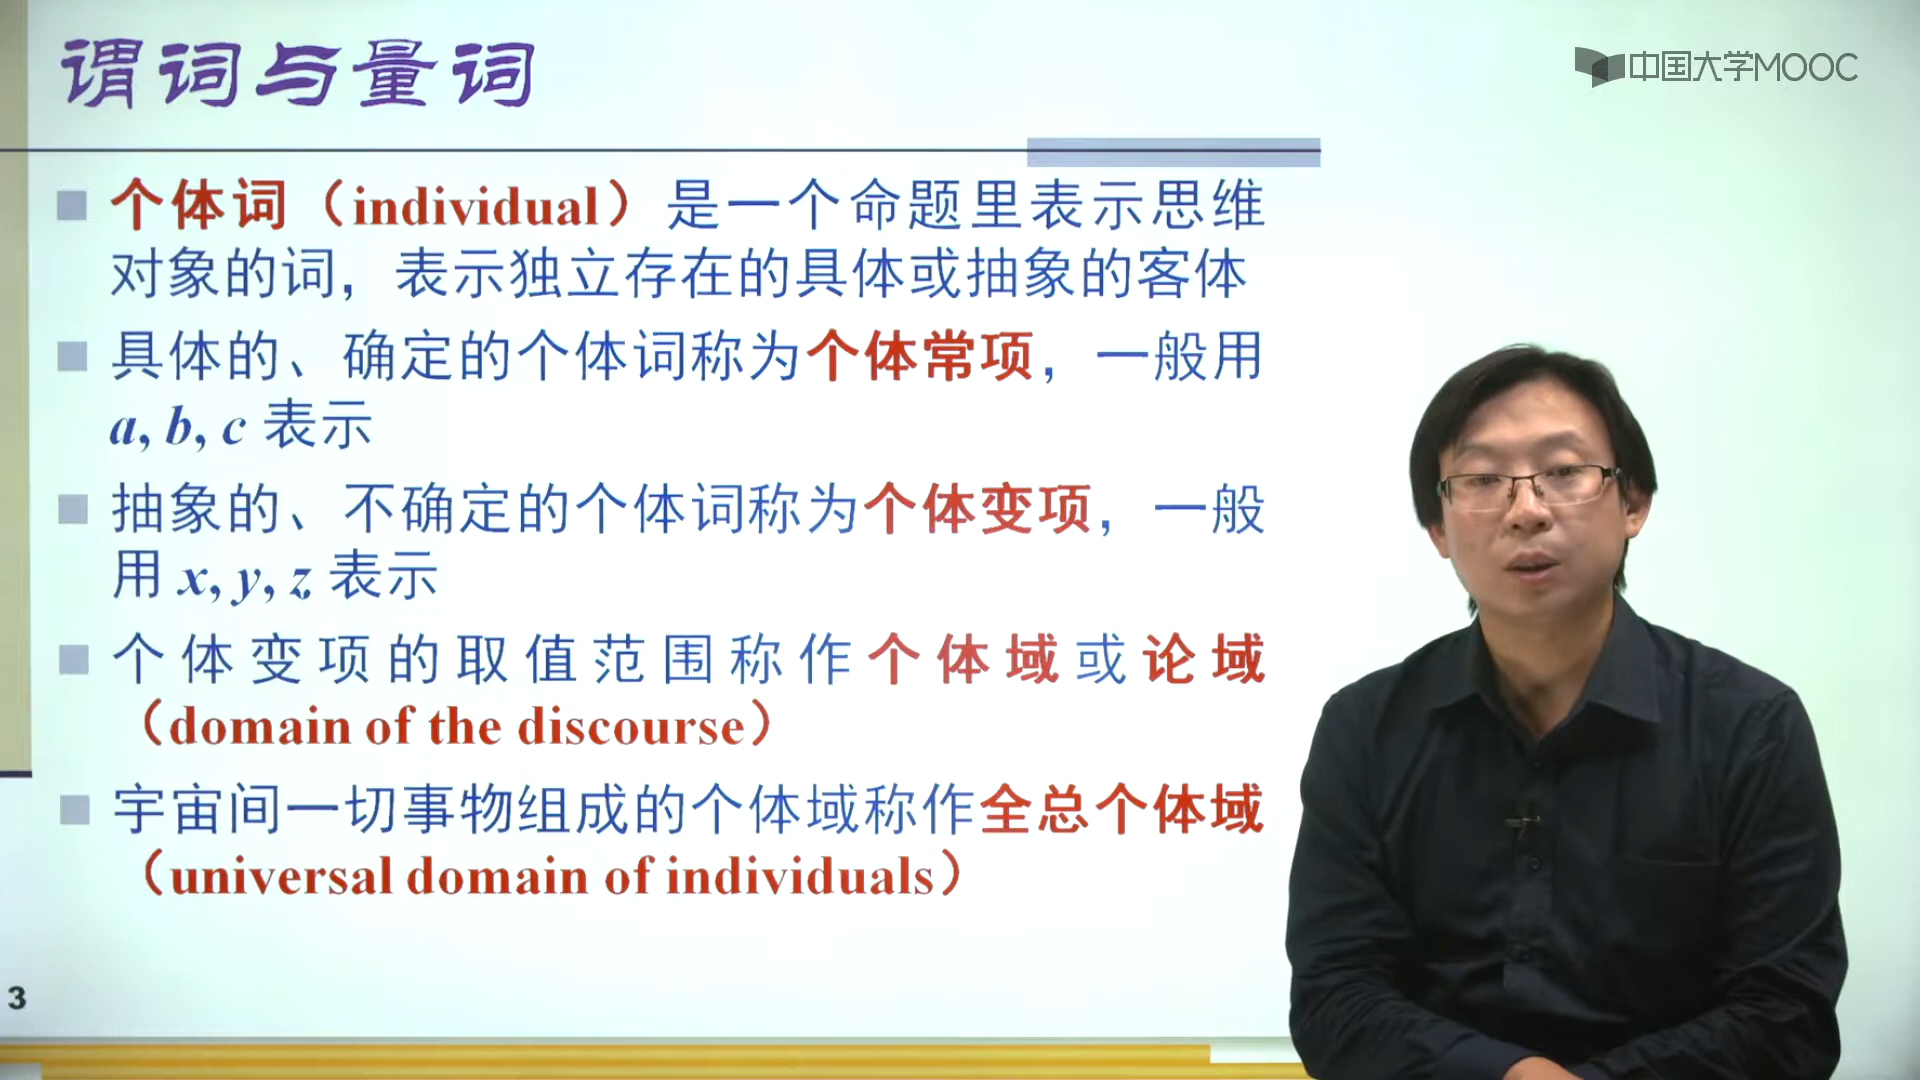 谓词与量词
中国大学MOOC
个体词（individual）是一个命题里表示思维
对象的词，表示独立存在的具体或抽象的客体
具体的、确定的个体词称为个体常项，一般用
a, b, c 表示
抽象的、不确定的个体词称为个体变项，一般
用 x, y, z 表示
个体变项的取值范围称作个体域或论域
（domain of the discourse）
宇宙间一切事物组成的个体域称作全总个体域
（universal domain of individuals）
3